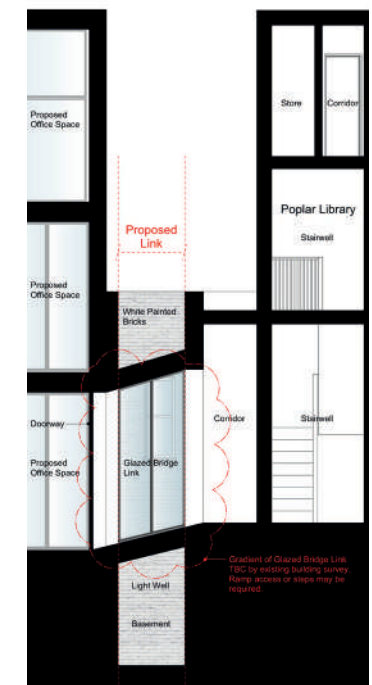 Store
Corridor
Proposed
Office Space
Poplar Library
Proposed
Link
Stairwell
Proposed
Office Space
White Painted
Bricks
Doorway
Corridor
Stairwell
Proposed
Office Space
Glazed Bridge
Link
Gradient of Glazed Bridge Link
TBC by existing building survey.
Ramp access or steps may be
required.
Light Well
Basement